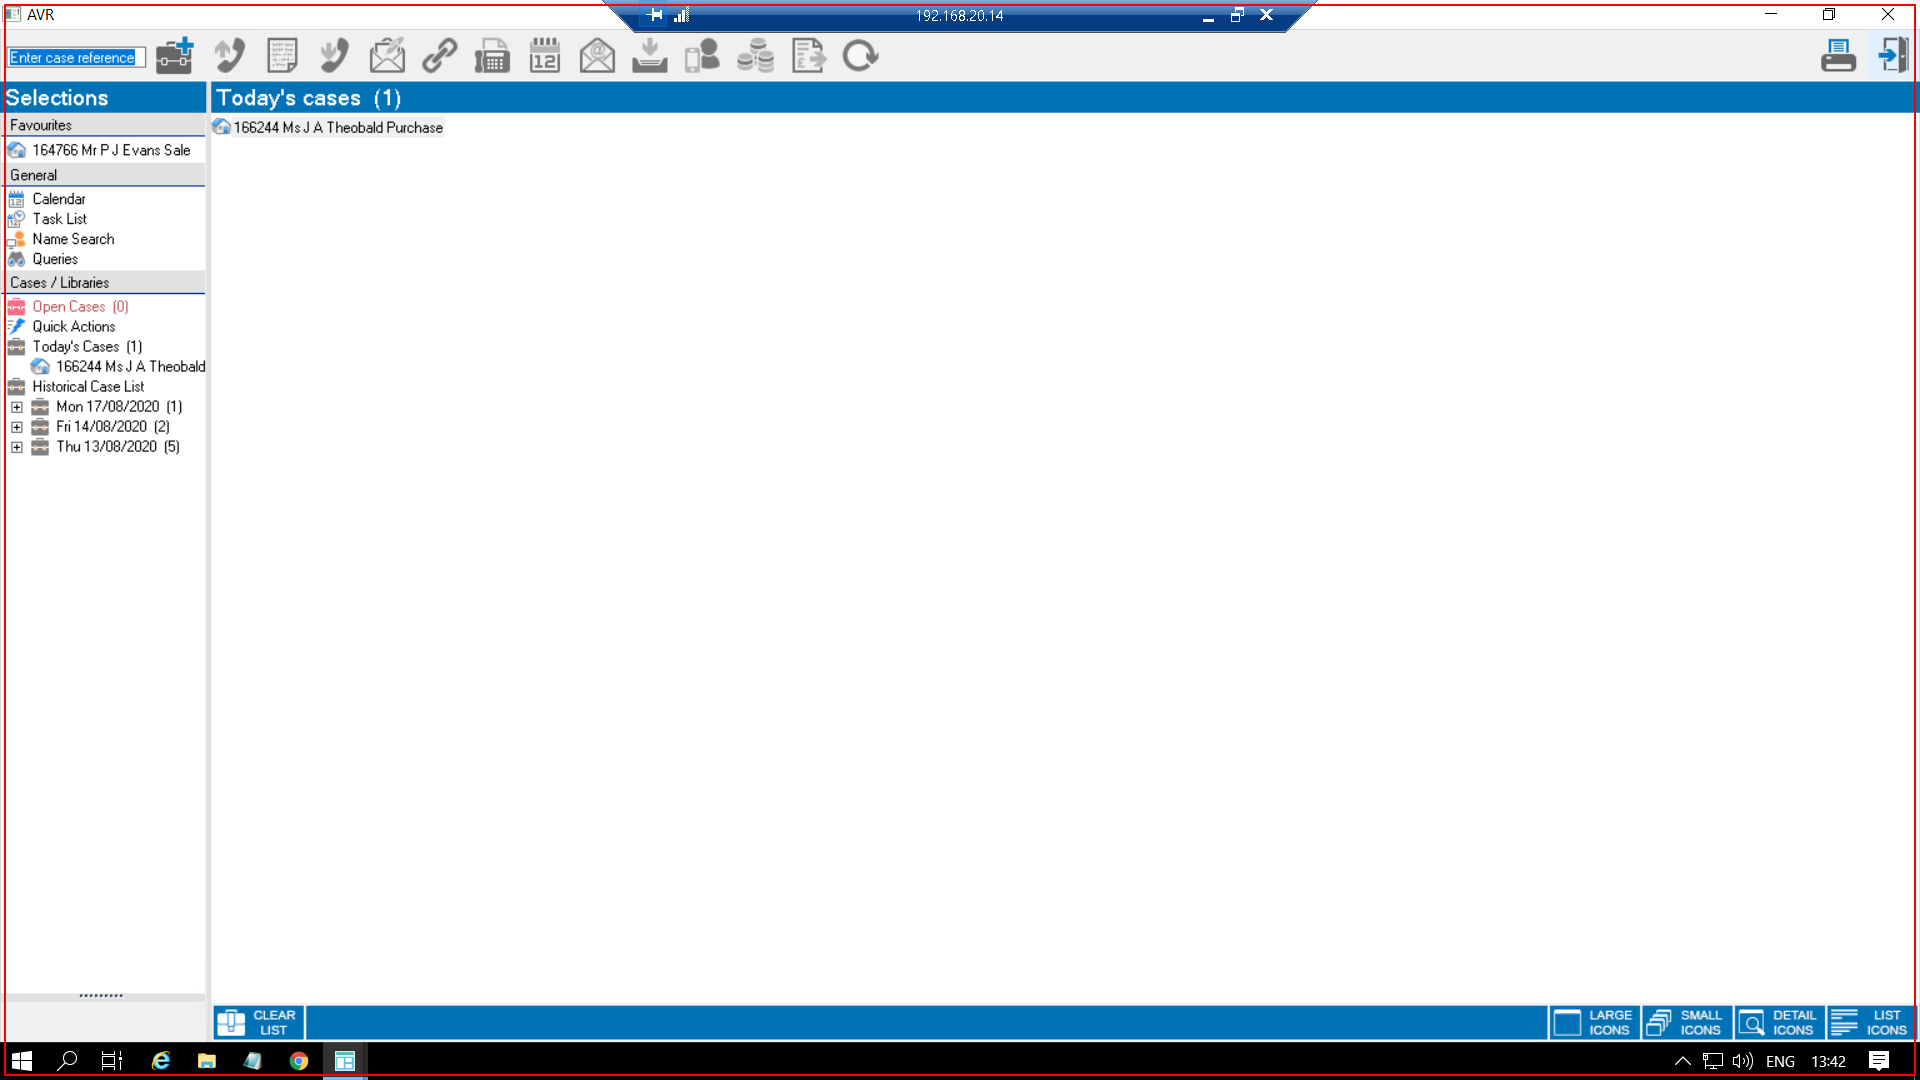 AVR
192.168.20.14
Enter case reference
12
Selections
Today's cases (1)
Favourites
166244 Ms J A Theobald Purchase
164766 Mr P J Evans Sale
General
Calendar
Task List
Name Search
Queries
Cases / Libraries
Open Cases (0)
Quick Actions
Today's Cases (1)
166244 Ms J A Theobald
Historical Case List
Mon 17/08/2020 (1)
Fri 14/08/2020 (2)
Thu 13/08/2020 (5)
CLEAR
LIST
LARGE
ICONS
SMALL
ICONS
DETAIL
ICONS
LIST
ICONS
ENG
13:42